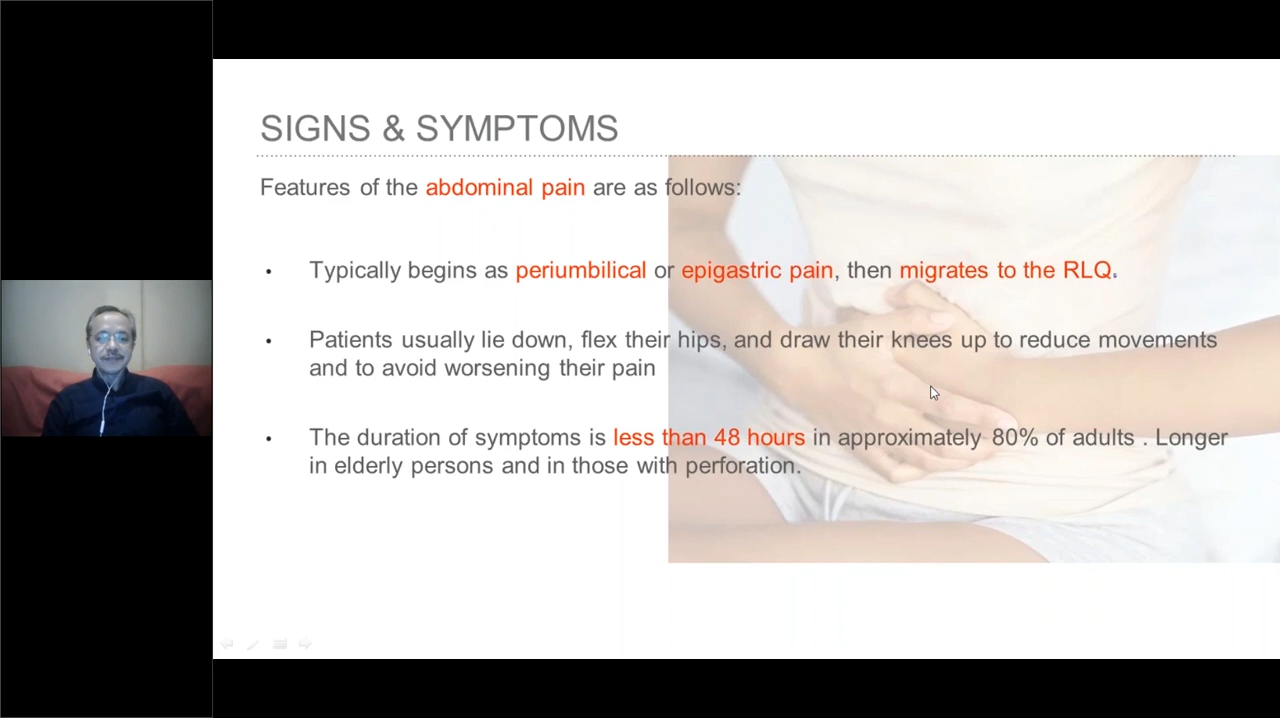 SIGNS & SYMPTOMS
Features of the abdominal pain are as follows:
• Typically begins as periumbilical or epigastric pain, then migrates to the RLQ.
• Patients usually lie down, flex their hips, and draw their knees up to reduce movements
and to avoid worsening their pain
• The duration of symptoms is less than 48 hours in approximately 80% of adults . Longer
in elderly persons and in those with perforation.